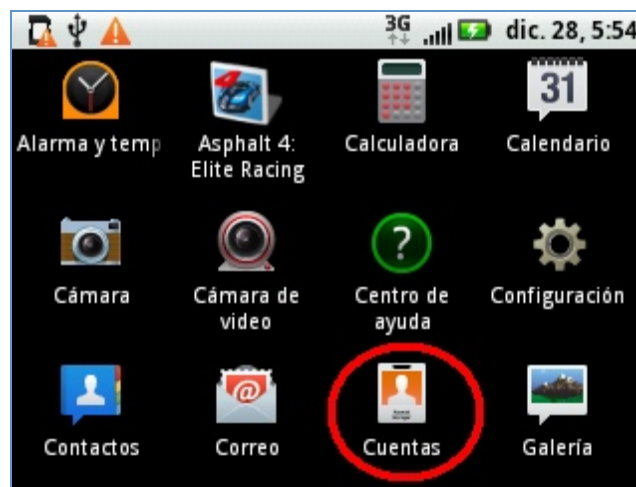 3G dic. 28, 5:54
31
Alarma y temp
Asphalt 4:
Elite Racing
Calculadora
Calendario
Cámara
Cámara de
video
Centro de
ayuda
Configuración
Contactos
Correo
Cuentas
Galería